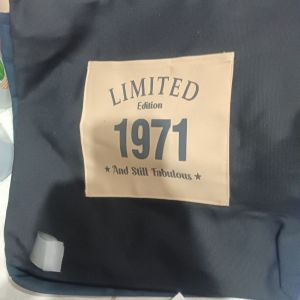 LIMITED
Edition
1971
★ And Still Fabulous ★